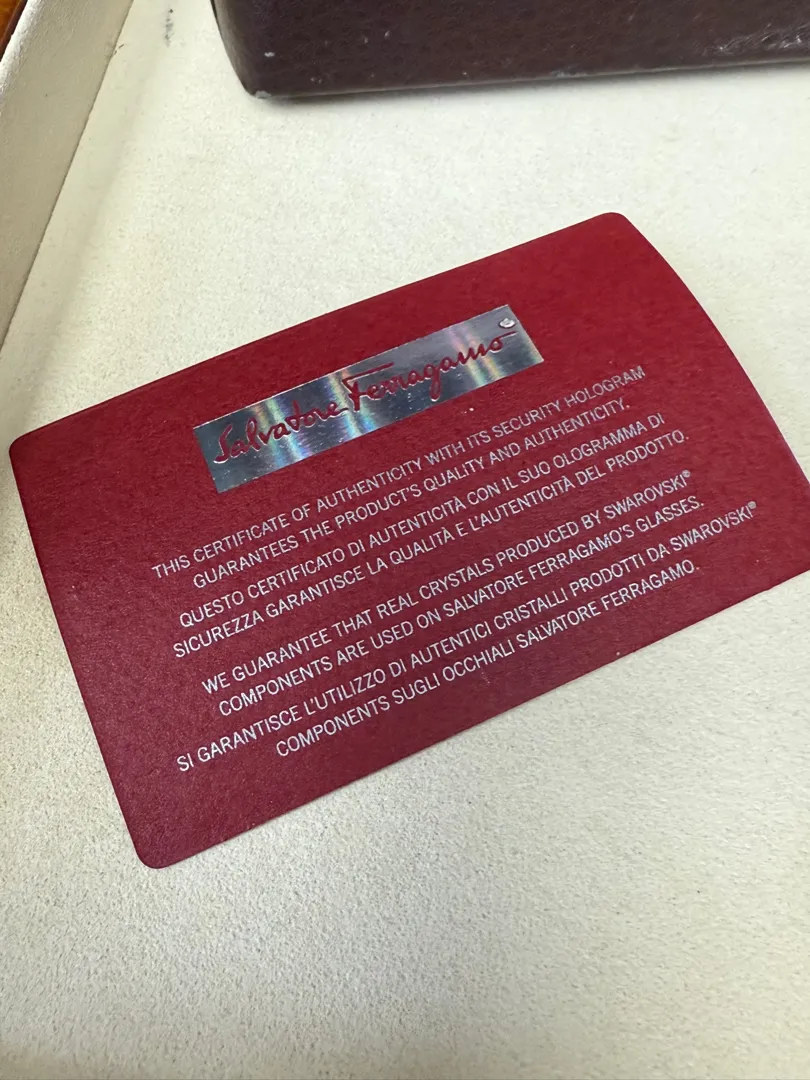 Salvatore Ferragamo
THIS CERTIFICATE OF AUTHENTICITY WITH ITS SECURITY HOLOGRAM
GUARANTEES THE PRODUCT'S QUALITY AND AUTHENTICITY.
QUESTO CERTIFICATO DI AUTENTICITÀ CON IL SUO OLOGRAMMA DI
SICUREZZA GARANTISCE LA QUALITÀ E L'AUTENTICITÀ DEL PRODOTTO.
WE GUARANTEE THAT REAL CRYSTALS PRODUCED BY SWAROVSKI®
COMPONENTS ARE USED ON SALVATORE FERRAGAMO'S GLASSES.
SI GARANTISCE L'UTILIZZO DI AUTENTICI CRISTALLI PRODOTTI DA SWAROVSKI®
COMPONENTS SUGLI OCCHIALI SALVATORE FERRAGAMO.